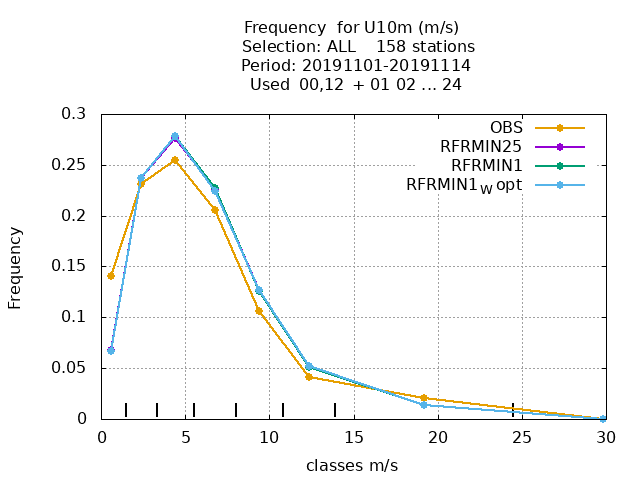 Frequency for U10m (m/s)
Selection: ALL 158 stations
Period: 20191101-20191114
Used 00,12 + 01 02 ... 24
0.3
0.25
0.2
0.15
0.1
0.05
0
Frequency
OBS
RFRMIN25
RFRMIN1
RFRMIN1w opt
0 5 10 15 20 25 30
classes m/s